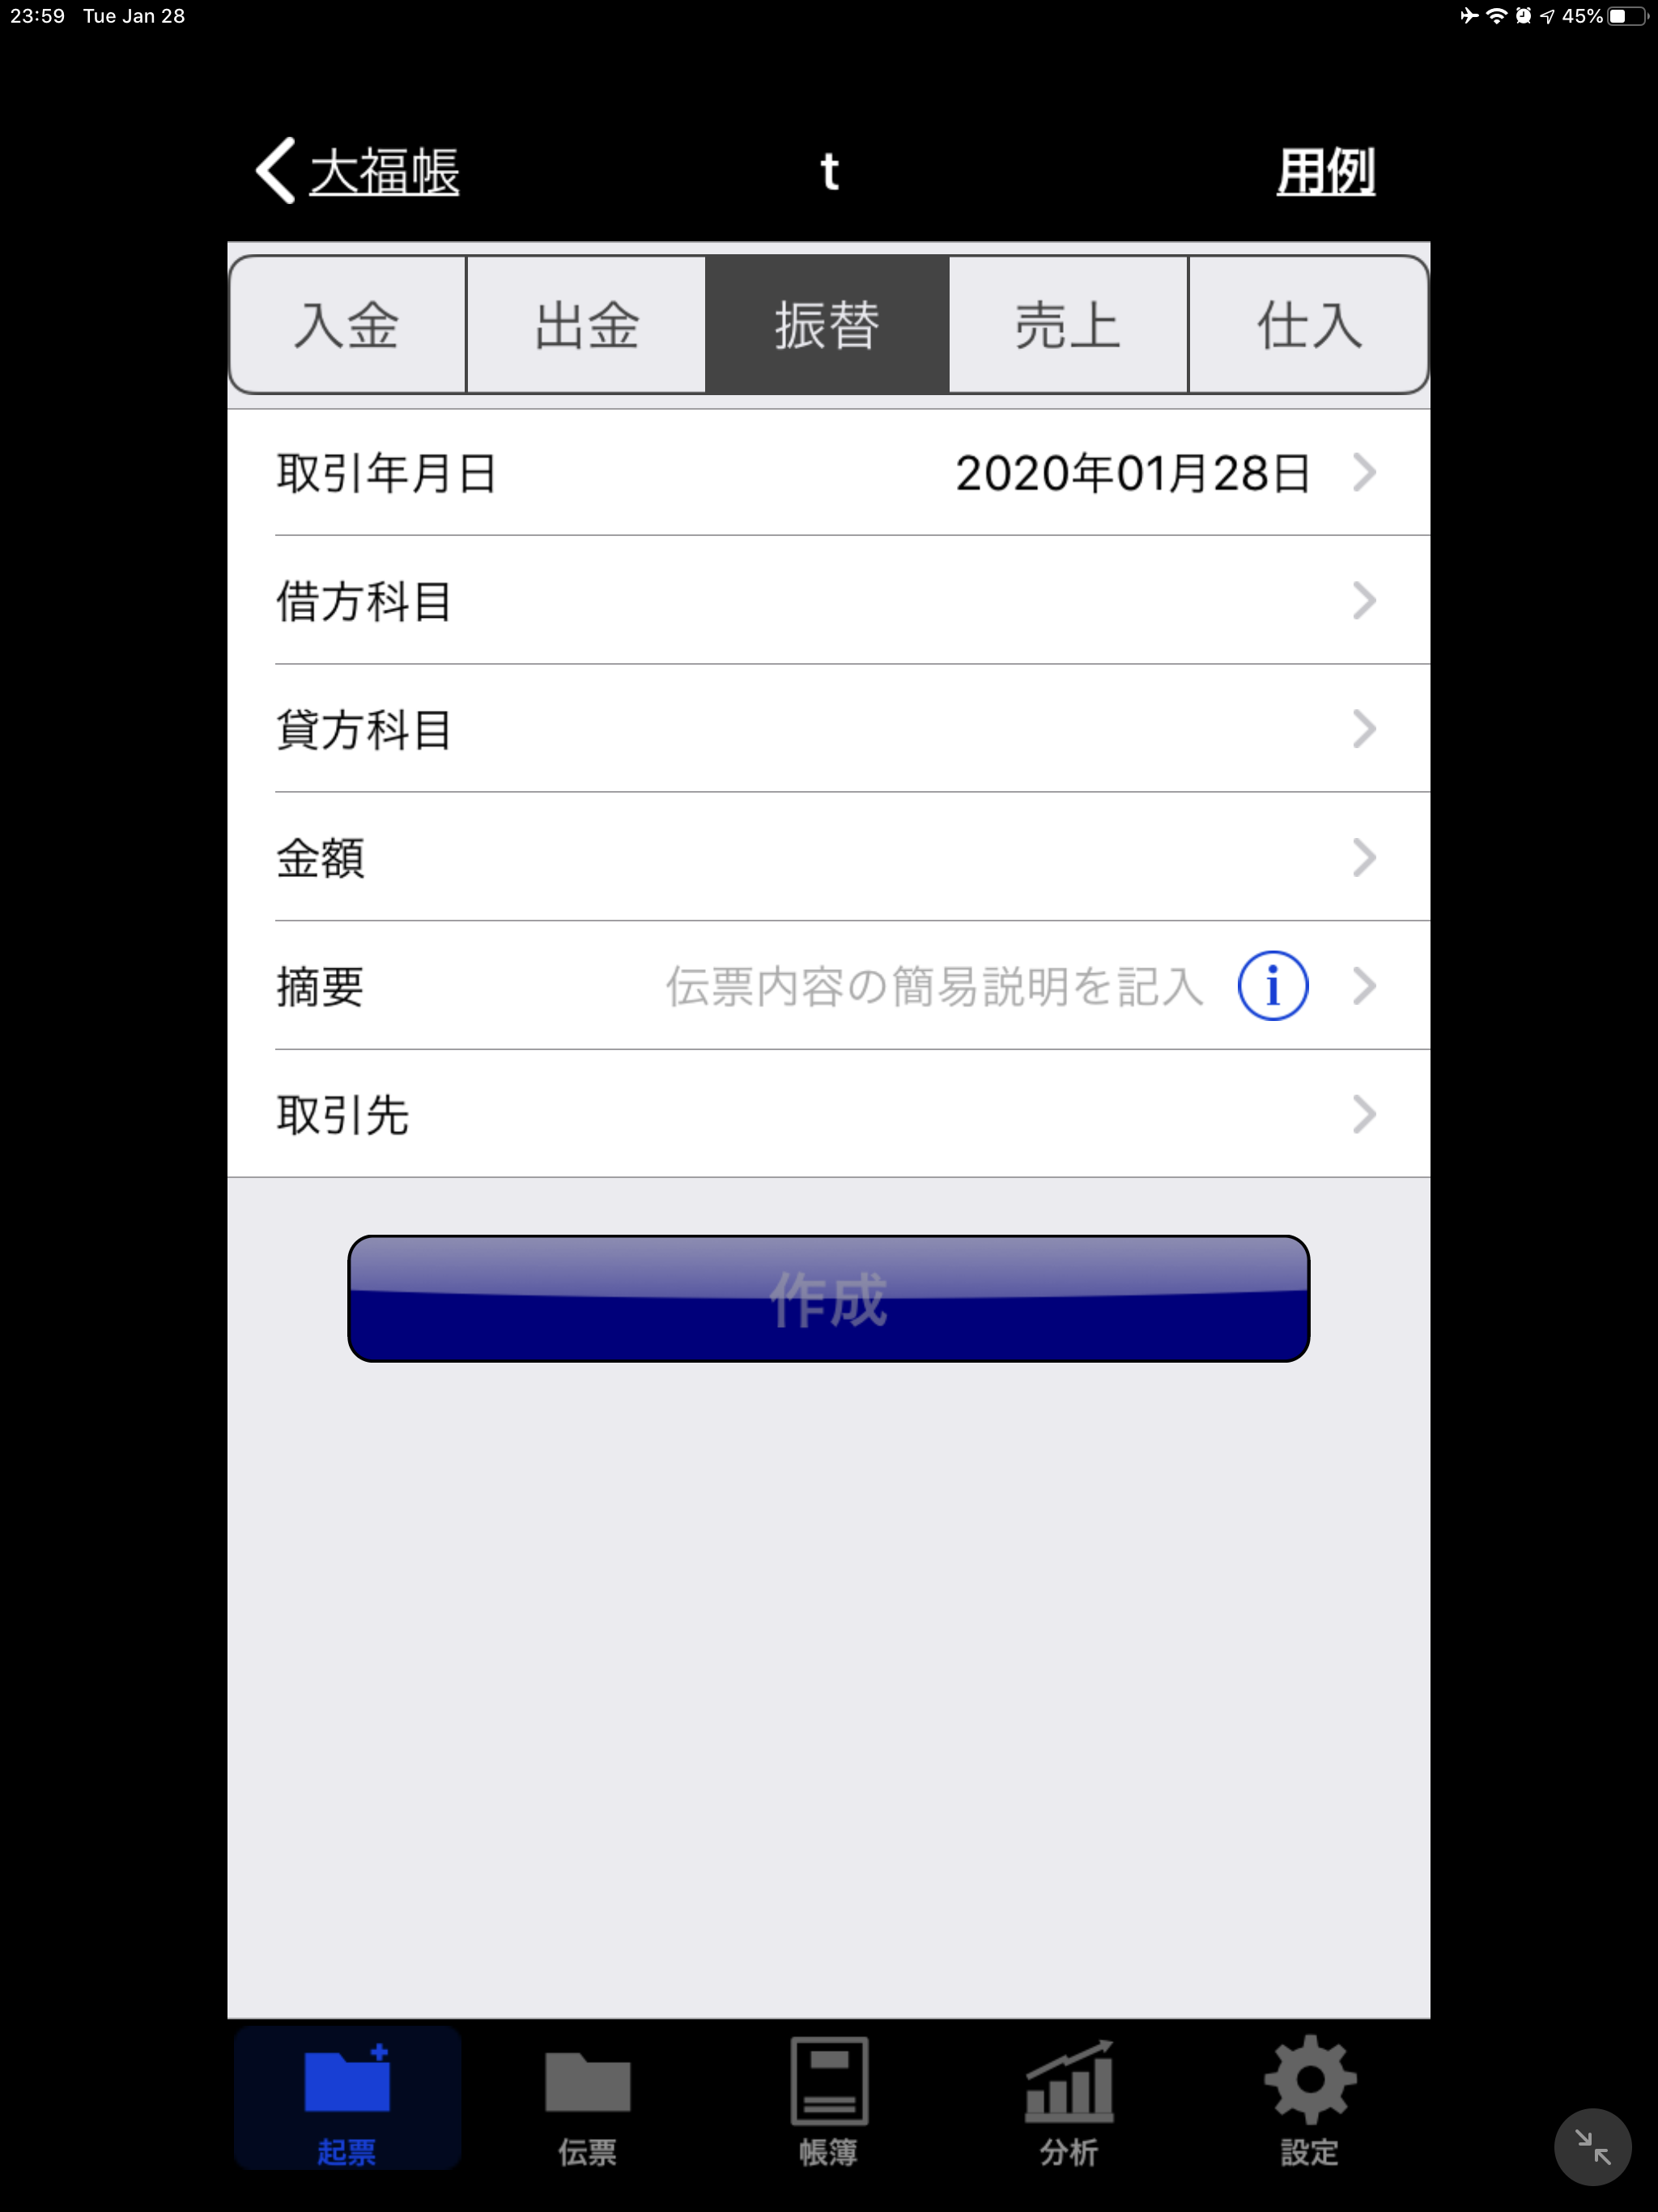 23:59 Tue Jan 28 45%
大福帳 t 用例
入金 出金 振替 売上 仕入
取引年月日 2020年01月28日
借方科目
貸方科目
金額
摘要 伝票内容の簡易説明を記入 i
取引先
作成
起票 伝票 帳簿 分析 設定